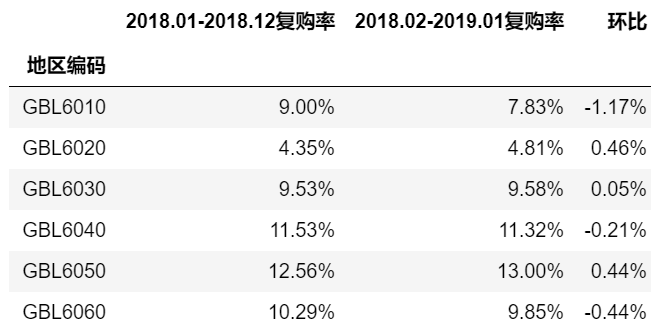 2018.01-2018.12复购率 2018.02-2019.01复购率 环比
地区编码
GBL6010 9.00% 7.83% -1.17%
GBL6020 4.35% 4.81% 0.46%
GBL6030 9.53% 9.58% 0.05%
GBL6040 11.53% 11.32% -0.21%
GBL6050 12.56% 13.00% 0.44%
GBL6060 10.29% 9.85% -0.44%